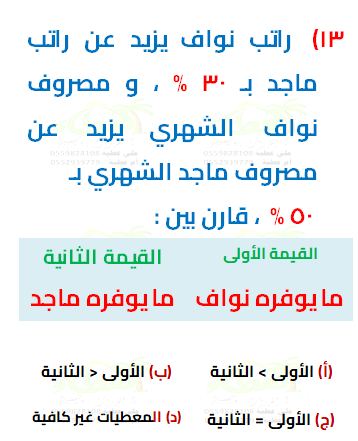 ١٣) راتب نواف يزيد عن راتب
ماجد بـ ٣٠ % ، و مصروف
نواف الشهري يزيد عن
مصروف ماجد الشهري بـ
٥٠ % ، قارن بين :
القيمة الأولى
القيمة الثانية
ما يوفره نواف
ما يوفره ماجد
(أ) الأولى > الثانية
(ب) الأولى < الثانية
(ج) الأولى = الثانية
(د) المعطيات غير كافية